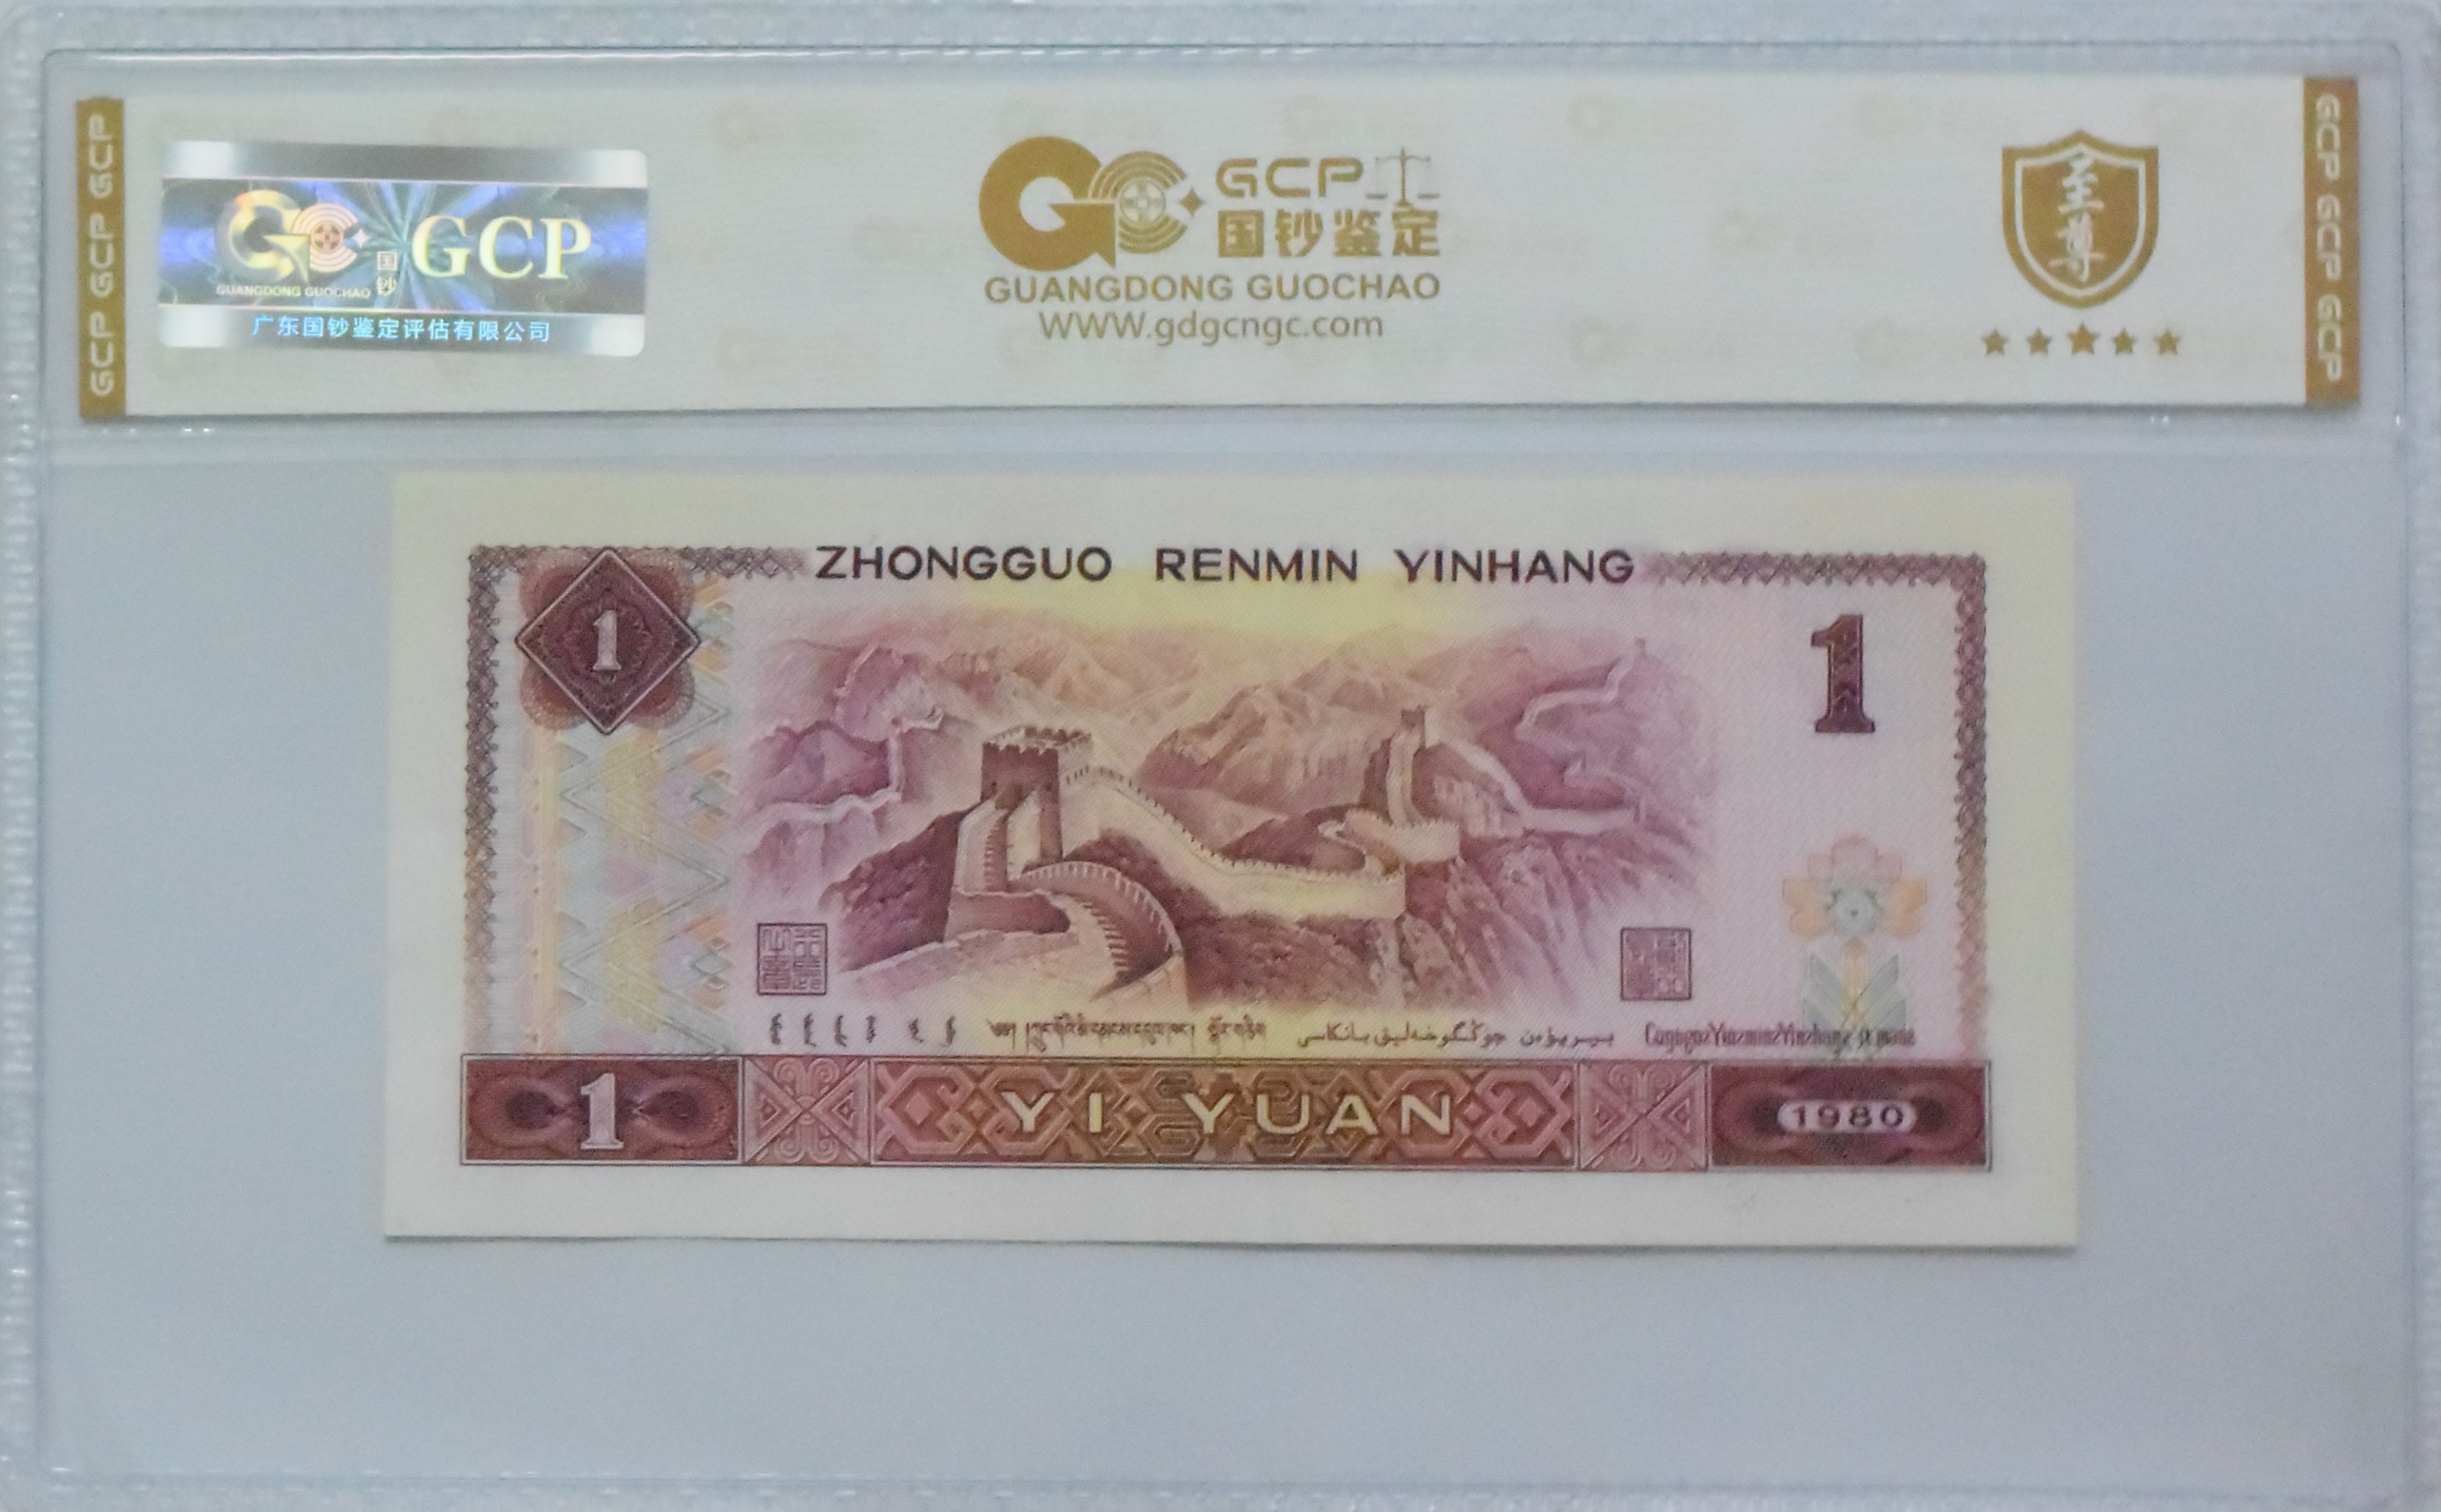 GCP GCP GCP
GCP
国钞
GUANGDONG GUOCHAO
广东国钞鉴定评估有限公司
GCP
国钞鉴定
GUANGDONG GUOCHAO
WWW.gdgcngc.com
至尊
GCP GCP GCP
ZHONGGUO RENMIN YINHANG
1
1
1
YI YUAN
1980